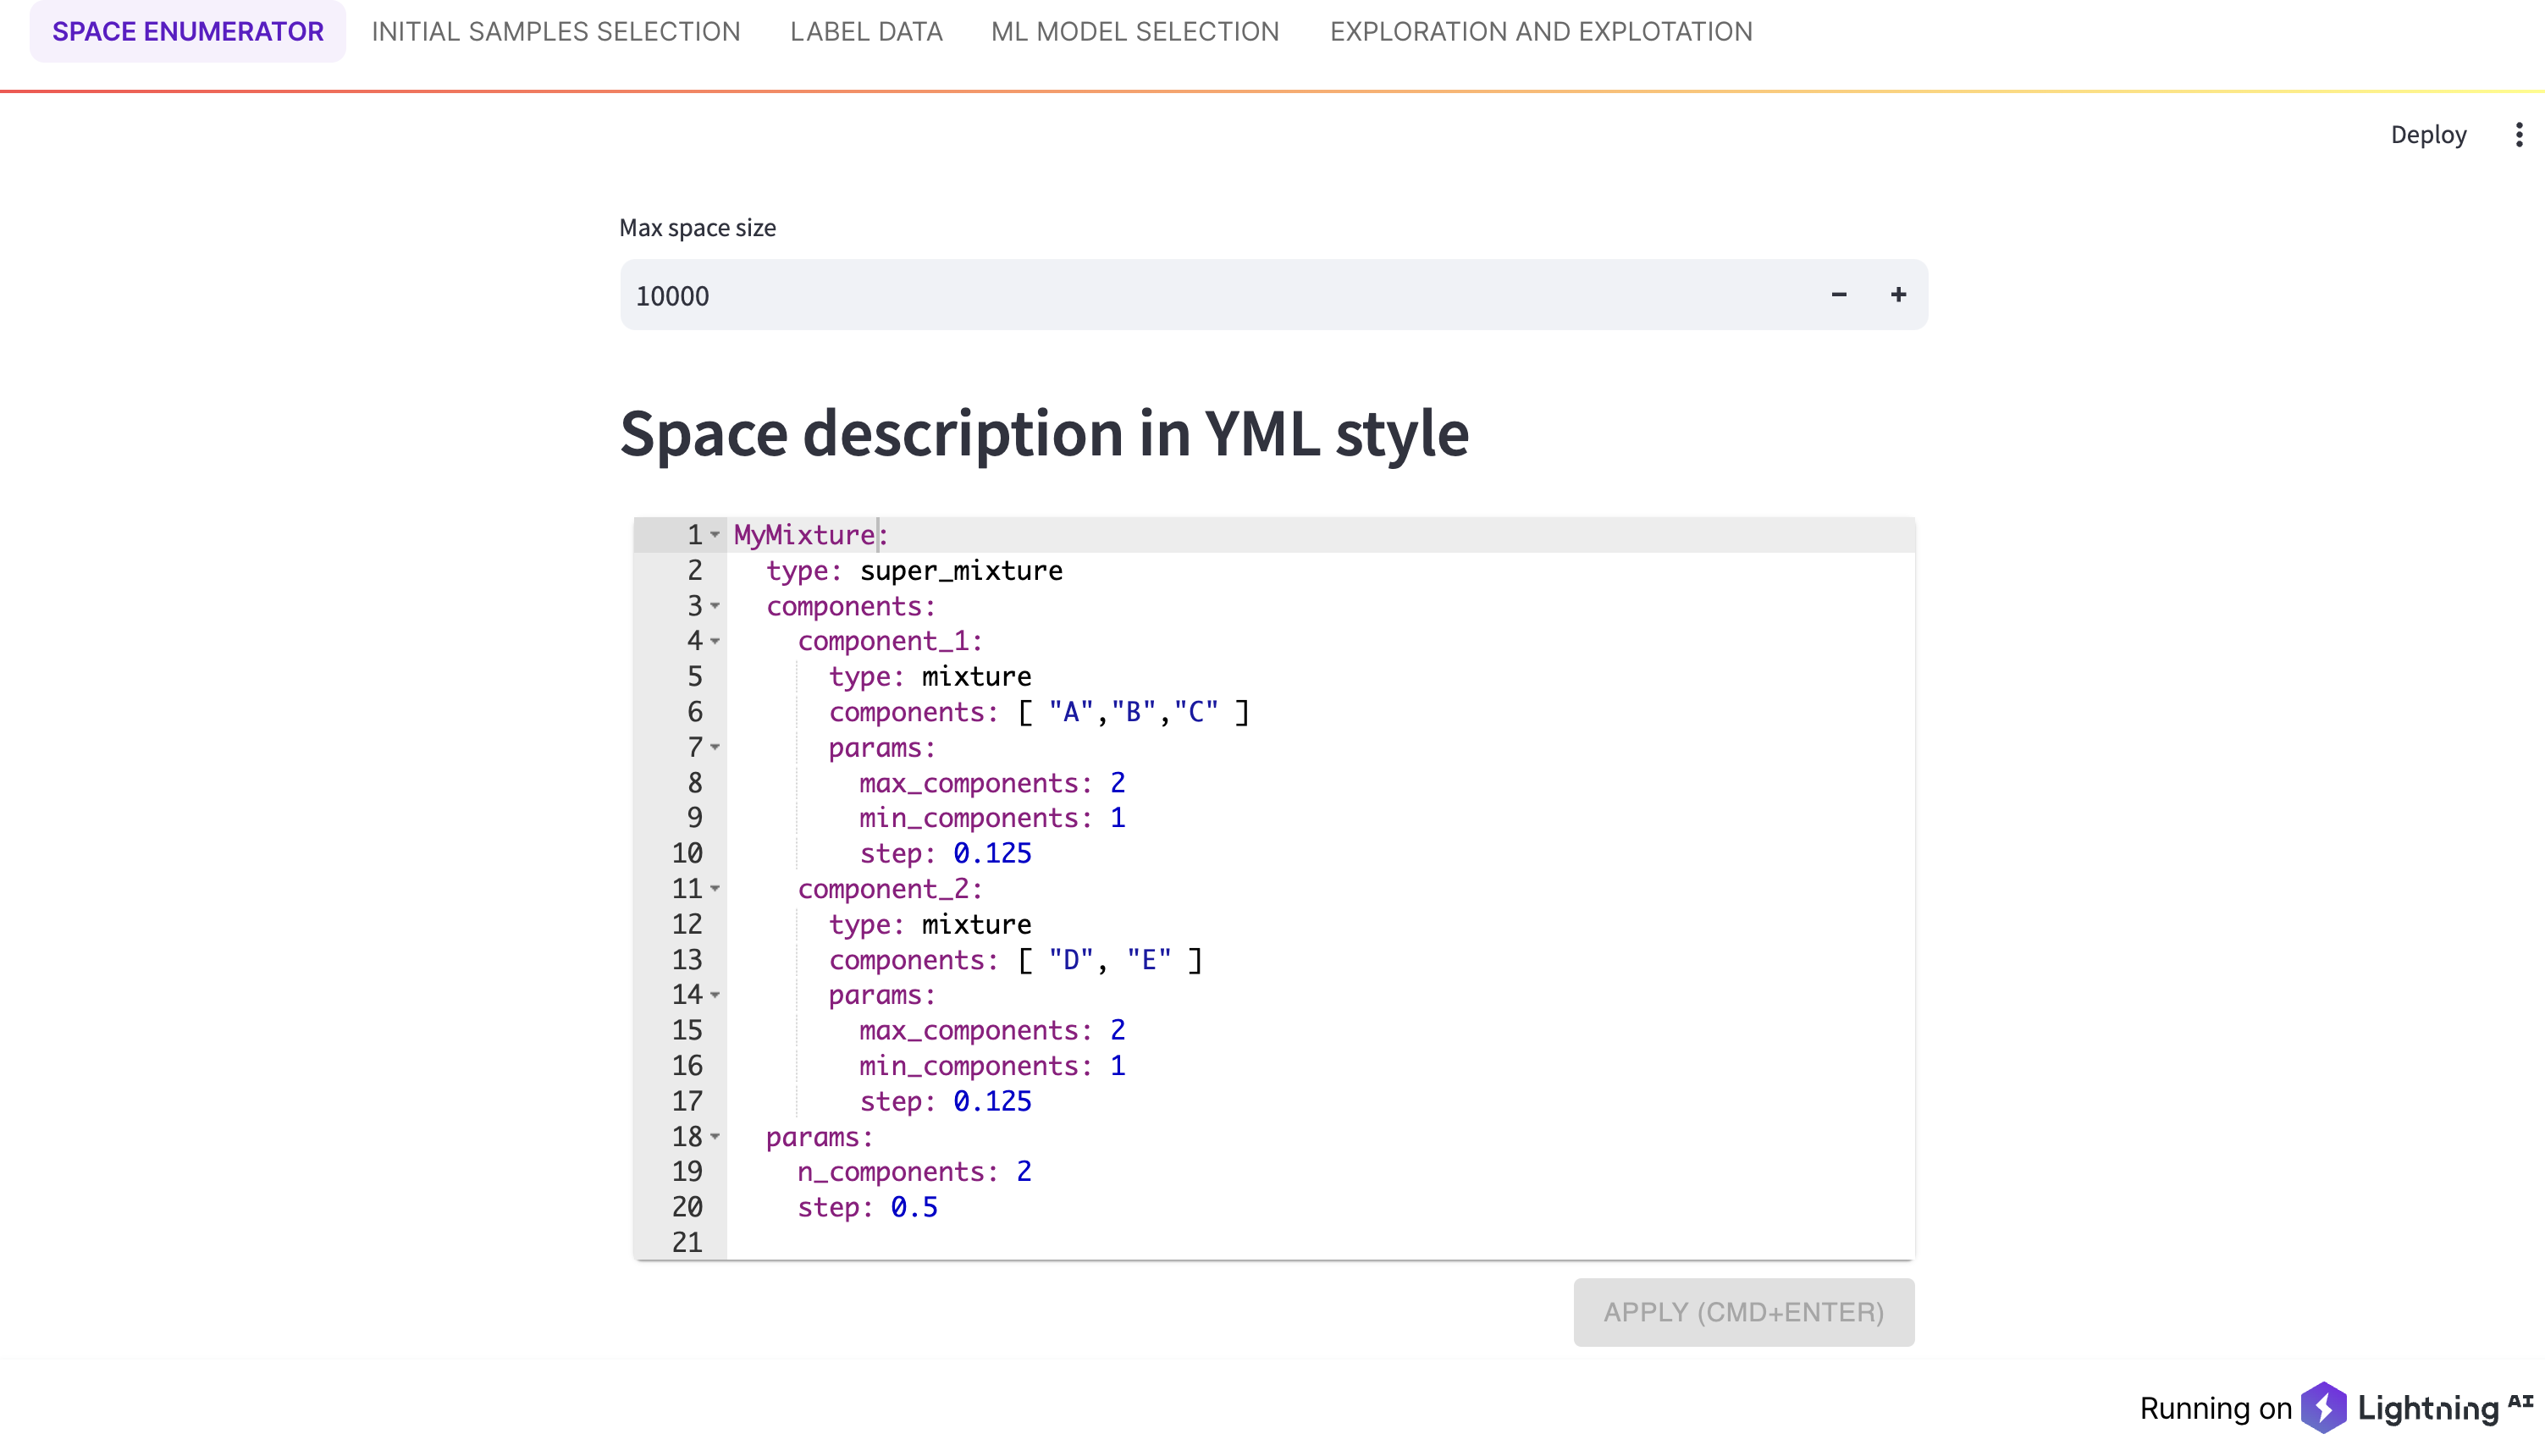 SPACE ENUMERATOR INITIAL SAMPLES SELECTION LABEL DATA ML MODEL SELECTION EXPLORATION AND EXPLOTATION
Deploy
Max space size
10000 − +
Space description in YML style
1 MyMixture:
2   type: super_mixture
3   components:
4     component_1:
5       type: mixture
6       components: [ "A","B","C" ]
7       params:
8         max_components: 2
9         min_components: 1
10         step: 0.125
11     component_2:
12       type: mixture
13       components: [ "D", "E" ]
14       params:
15         max_components: 2
16         min_components: 1
17         step: 0.125
18   params:
19     n_components: 2
20     step: 0.5
21
APPLY (CMD+ENTER)
Running on Lightning AI